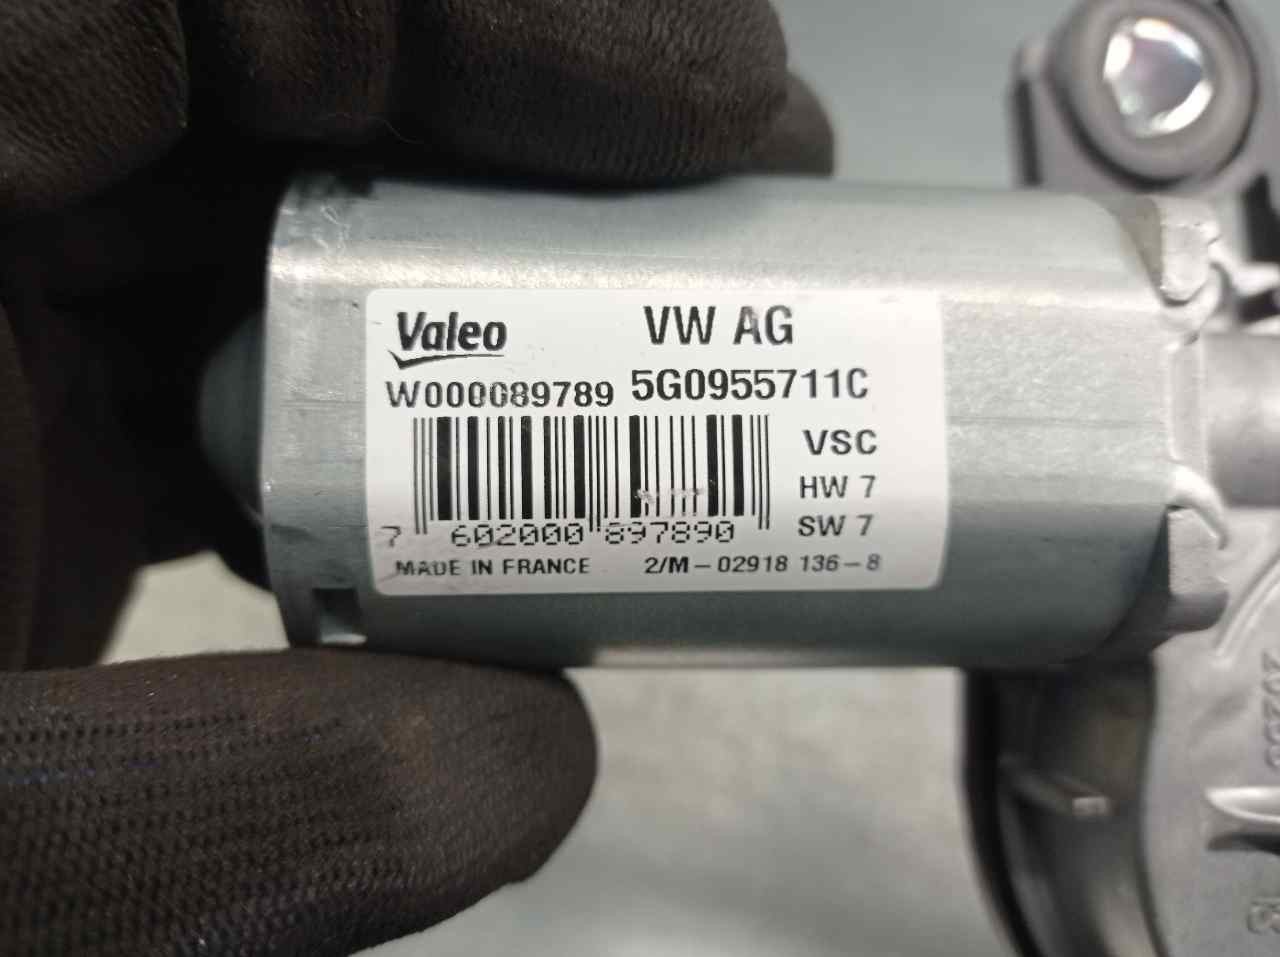 Valeo VW AG
W000089789 5G0955711C
VSC
HW 7
7 602000 897890 SW 7
MADE IN FRANCE 2/M-02918 136-8